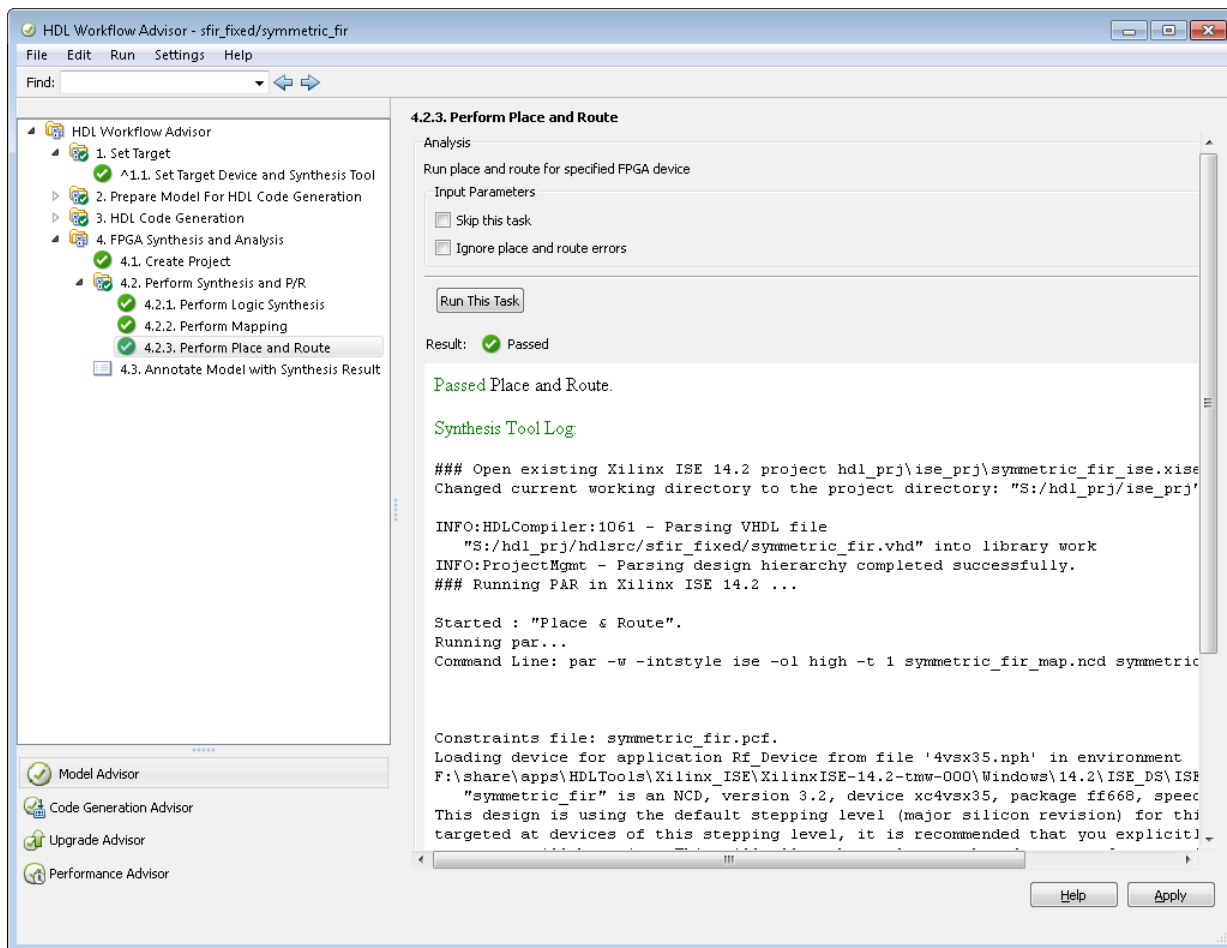 HDL Workflow Advisor - sfir_fixed/symmetric_fir
File Edit Run Settings Help
Find:
HDL Workflow Advisor
1. Set Target
^1.1. Set Target Device and Synthesis Tool
2. Prepare Model For HDL Code Generation
3. HDL Code Generation
4. FPGA Synthesis and Analysis
4.1. Create Project
4.2. Perform Synthesis and P/R
4.2.1. Perform Logic Synthesis
4.2.2. Perform Mapping
4.2.3. Perform Place and Route
4.3. Annotate Model with Synthesis Result
Model Advisor
Code Generation Advisor
Upgrade Advisor
Performance Advisor
4.2.3. Perform Place and Route
Analysis
Run place and route for specified FPGA device
Input Parameters
Skip this task
Ignore place and route errors
Run This Task
Result: Passed
Passed Place and Route.
Synthesis Tool Log:
### Open existing Xilinx ISE 14.2 project hdl_prj\ise_prj\symmetric_fir_ise.xise
Changed current working directory to the project directory: "S:/hdl_prj/ise_prj"
INFO:HDLCompiler:1061 - Parsing VHDL file
"S:/hdl_prj/hdlsrc/sfir_fixed/symmetric_fir.vhd" into library work
INFO:ProjectMgmt - Parsing design hierarchy completed successfully.
### Running PAR in Xilinx ISE 14.2 ...
Started : "Place & Route".
Running par...
Command Line: par -w -intstyle ise -ol high -t 1 symmetric_fir_map.ncd symmetric
Constraints file: symmetric_fir.pcf.
Loading device for application Rf_Device from file '4vsx35.nph' in environment
F:\share\apps\HDLTools\Xilinx_ISE\XilinxISE-14.2-tmw-000\Windows\14.2\ISE_DS\ISE
"symmetric_fir" is an NCD, version 3.2, device xc4vsx35, package ff668, speed
This design is using the default stepping level (major silicon revision) for thi
targeted at devices of this stepping level, it is recommended that you explicitl
Help Apply